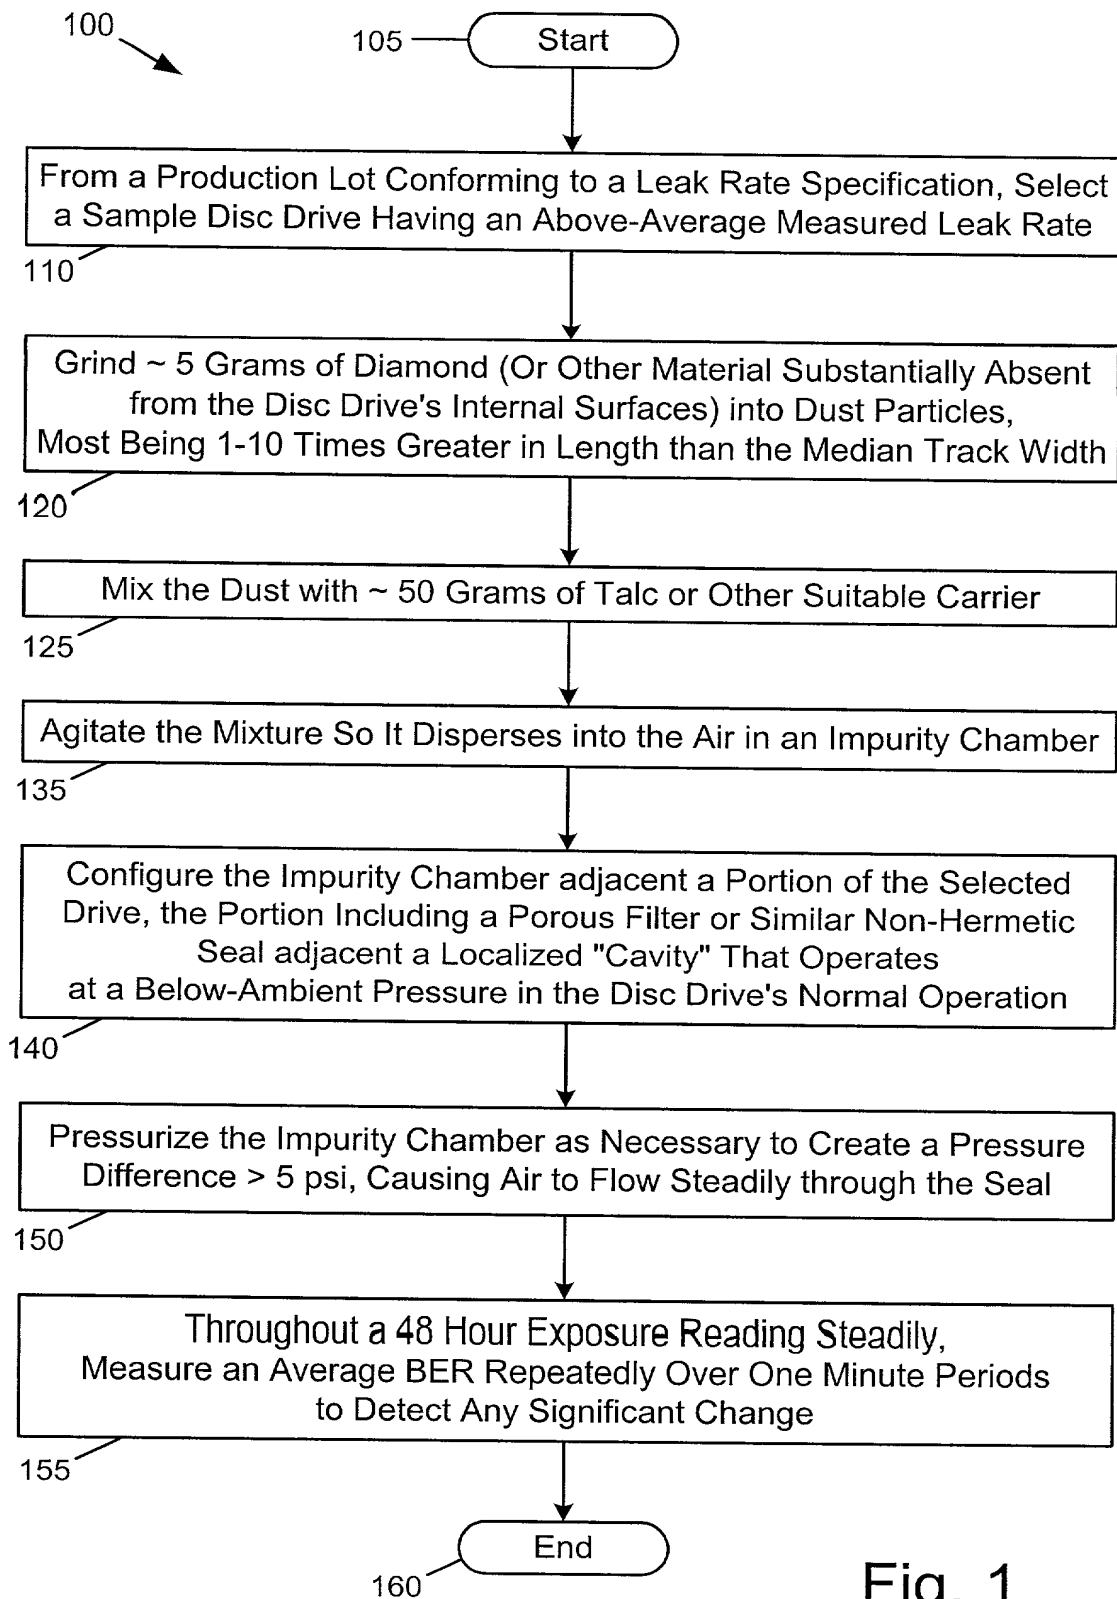 100
105
Start
From a Production Lot Conforming to a Leak Rate Specification, Select
a Sample Disc Drive Having an Above-Average Measured Leak Rate
110
Grind ~ 5 Grams of Diamond (Or Other Material Substantially Absent
from the Disc Drive's Internal Surfaces) into Dust Particles,
Most Being 1-10 Times Greater in Length than the Median Track Width
120
Mix the Dust with ~ 50 Grams of Talc or Other Suitable Carrier
125
Agitate the Mixture So It Disperses into the Air in an Impurity Chamber
135
Configure the Impurity Chamber adjacent a Portion of the Selected
Drive, the Portion Including a Porous Filter or Similar Non-Hermetic
Seal adjacent a Localized "Cavity" That Operates
at a Below-Ambient Pressure in the Disc Drive's Normal Operation
140
Pressurize the Impurity Chamber as Necessary to Create a Pressure
Difference > 5 psi, Causing Air to Flow Steadily through the Seal
150
Throughout a 48 Hour Exposure Reading Steadily,
Measure an Average BER Repeatedly Over One Minute Periods
to Detect Any Significant Change
155
End
160
Fig. 1